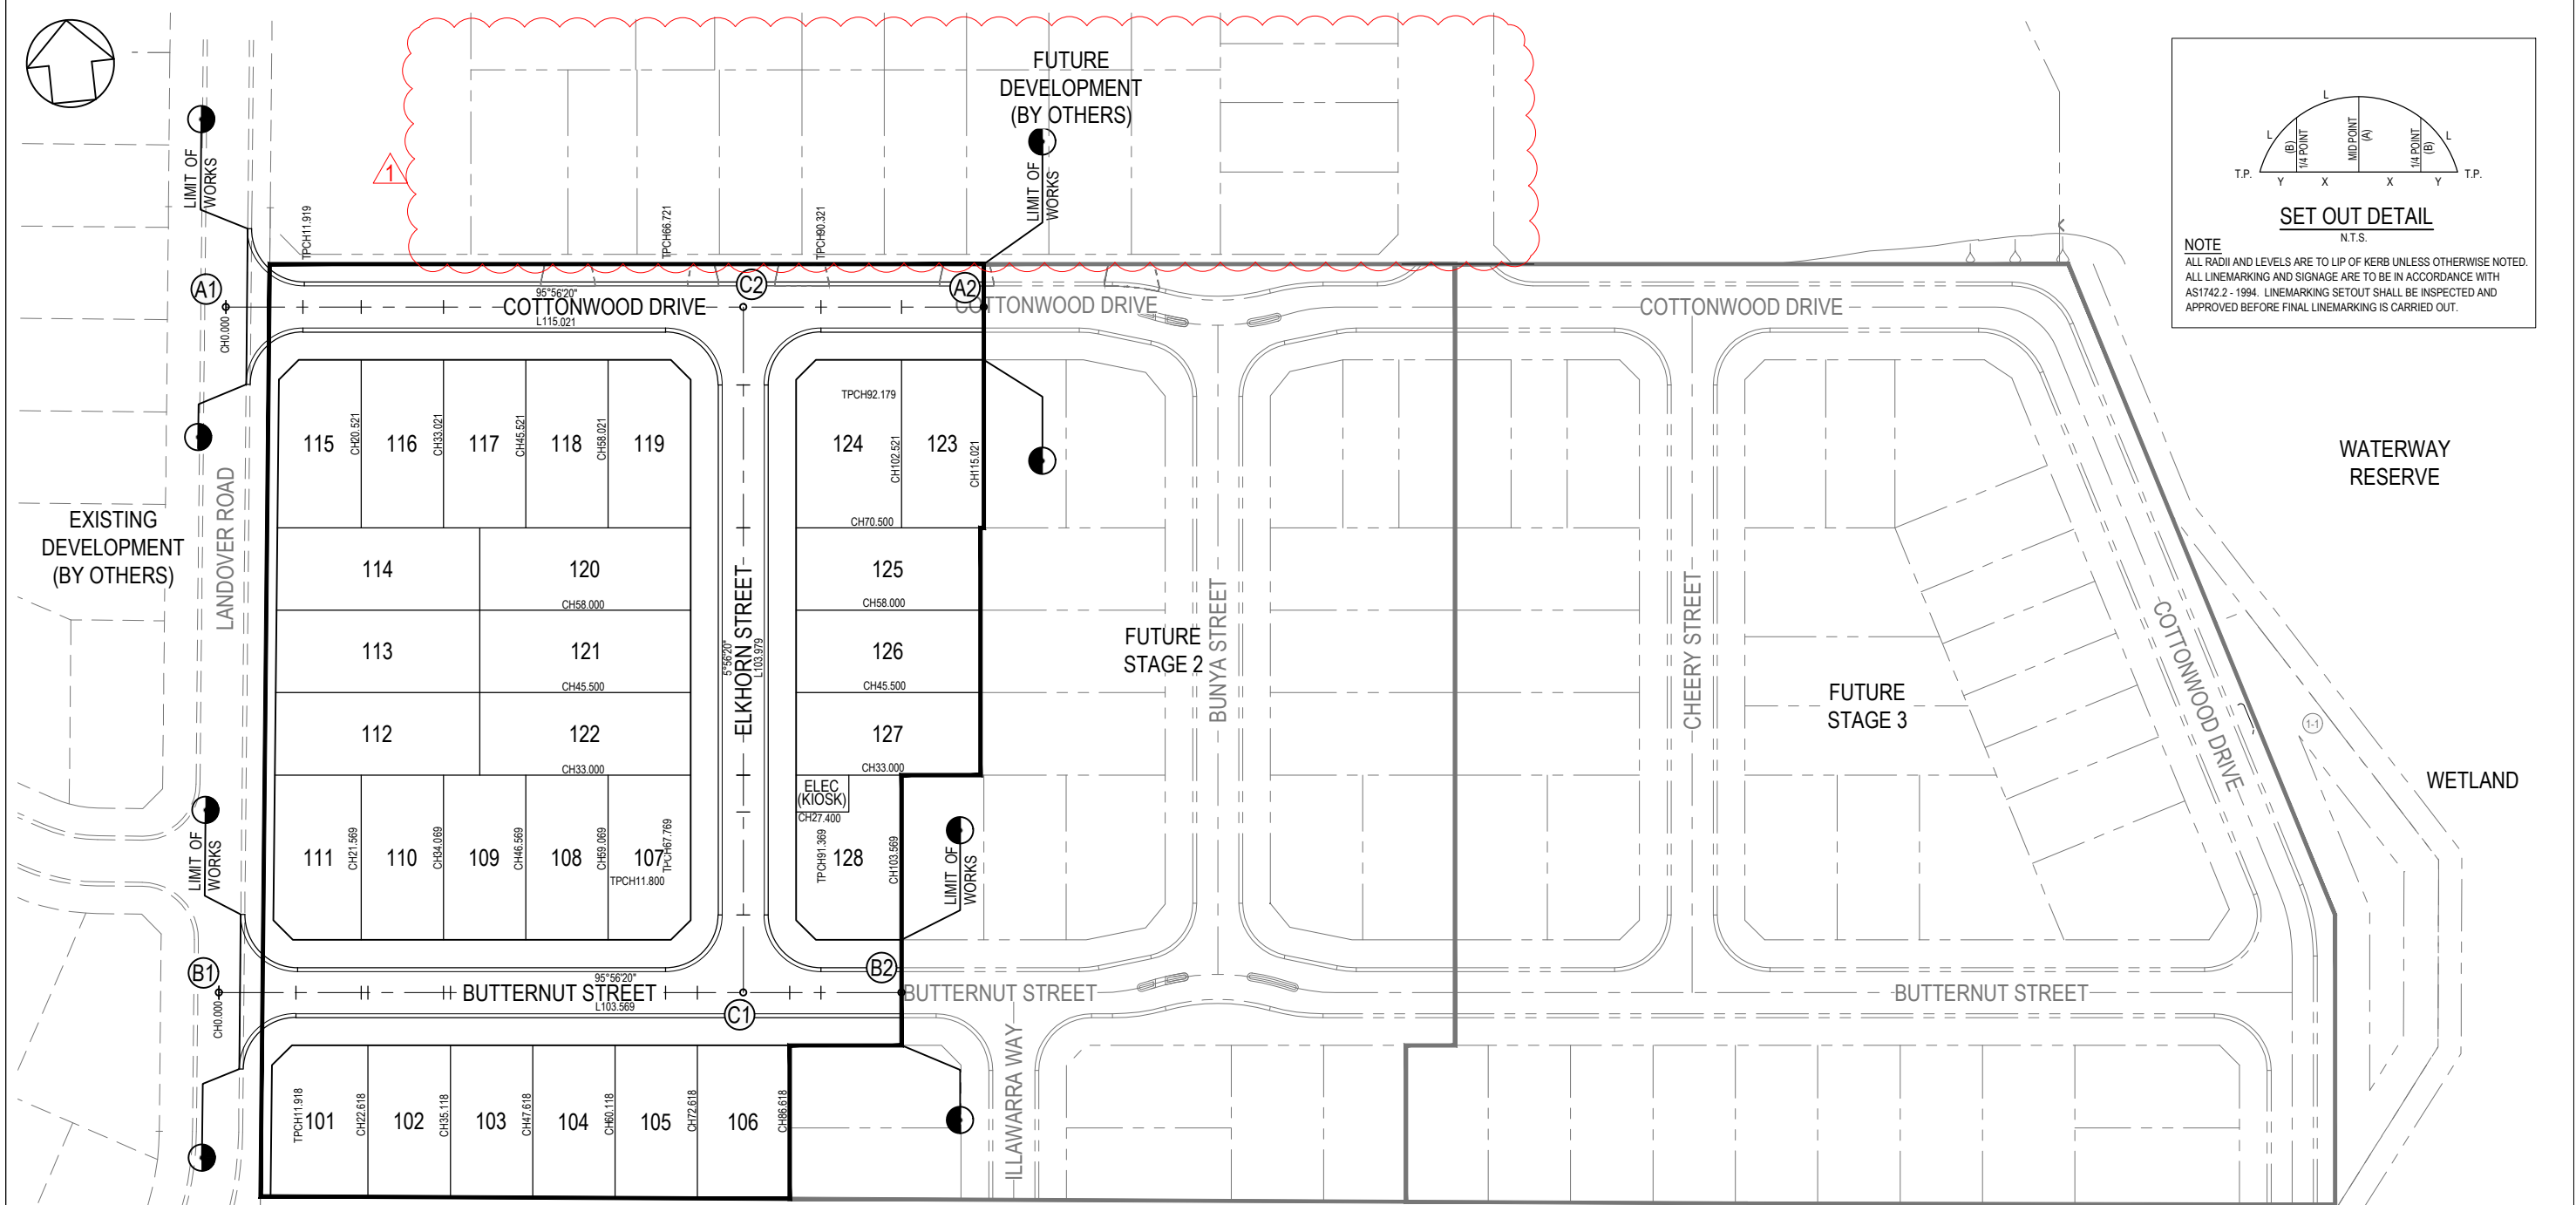 FUTURE
DEVELOPMENT
(BY OTHERS)
1
LIMIT OF
WORKS
LIMIT OF
WORKS
TPCH11.919
TPCH66.721
TPCH90.321
L
L
L
(B)
1/4 POINT
MID POINT
(A)
1/4 POINT
(B)
T.P.
Y
X
X
Y
T.P.
SET OUT DETAIL
N.T.S.
NOTE
ALL RADII AND LEVELS ARE TO LIP OF KERB UNLESS OTHERWISE NOTED.
ALL LINEMARKING AND SIGNAGE ARE TO BE IN ACCORDANCE WITH
AS1742.2 - 1994. LINEMARKING SETOUT SHALL BE INSPECTED AND
APPROVED BEFORE FINAL LINEMARKING IS CARRIED OUT.
A1
C2
A2
CH0.000
95°56'20"
COTTONWOOD DRIVE
L115.021
COTTONWOOD DRIVE
COTTONWOOD DRIVE
TPCH92.179
115
CH20.521
116
CH33.021
117
CH45.521
118
CH58.021
119
124
CH102.521
123
CH115.021
WATERWAY
RESERVE
EXISTING
DEVELOPMENT
(BY OTHERS)
LANDOVER ROAD
CH70.500
114
120
CH58.000
125
CH58.000
113
121
CH45.500
126
CH45.500
5°56'20"
ELKHORN STREET
L103.979
FUTURE
STAGE 2
BUNYA STREET
CHEERY STREET
FUTURE
STAGE 3
COTTONWOOD DRIVE
1-1
WETLAND
112
122
CH33.000
127
CH33.000
ELEC
(KIOSK)
CH27.400
LIMIT OF
WORKS
111
CH21.569
110
CH34.069
109
CH46.569
108
CH59.069
107
TPCH67.769
TPCH11.800
TPCH91.369
128
CH103.569
LIMIT OF
WORKS
B1
B2
CH0.000
95°56'20"
BUTTERNUT STREET
L103.569
C1
BUTTERNUT STREET
BUTTERNUT STREET
ILLAWARRA WAY
TPCH11.918
101
CH22.618
102
CH35.118
103
CH47.618
104
CH60.118
105
CH72.618
106
CH86.618